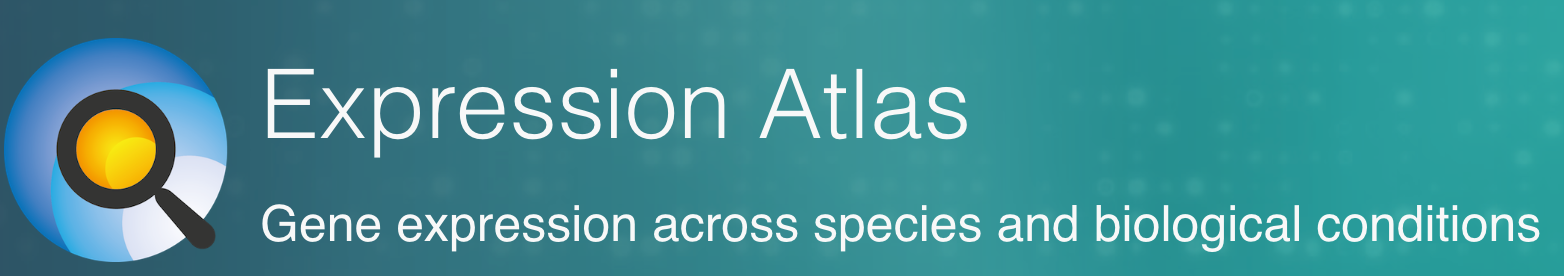 Expression Atlas
Gene expression across species and biological conditions